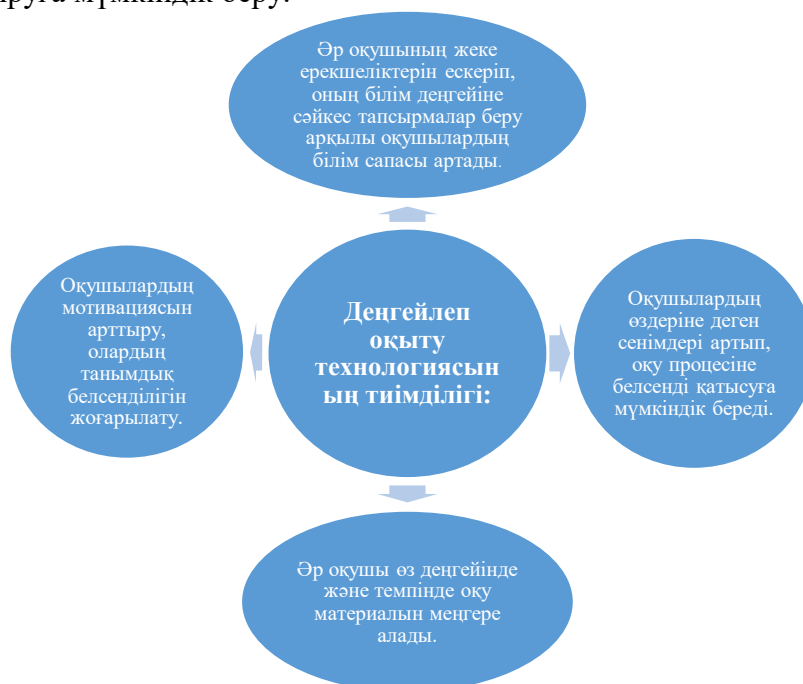 мүмкіндік беру.
Әр оқушының жеке
ерекшеліктерін ескеріп,
оның білім деңгейіне
сәйкес тапсырмалар беру
арқылы оқушылардың
білім сапасы артады.
Оқушылардың
мотивациясын
арттыру,
олардың
танымдық
белсенділігін
жоғарылату.
Деңгейлеп
оқыту
технологиясын
ың тиімділігі:
Оқушылардың
өздеріне деген
сенімдері артып,
оқу процесіне
белсенді қатысуға
мүмкіндік береді.
Әр оқушы өз деңгейінде
және темпінде оқу
материалын меңгере
алады.